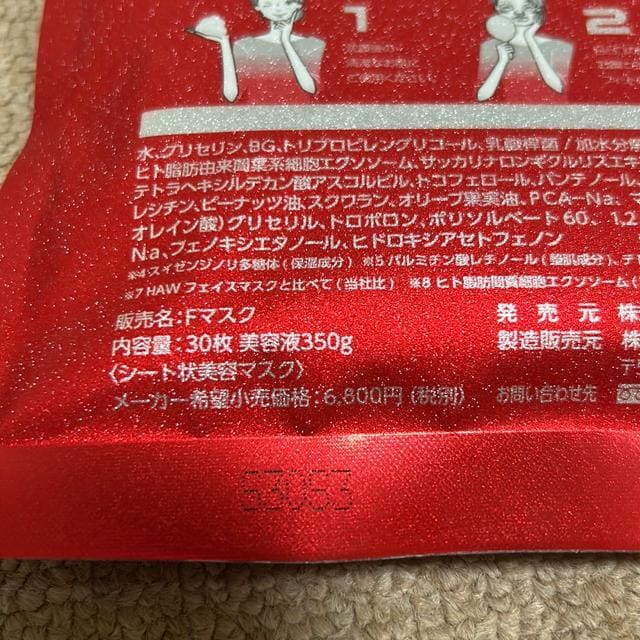 1
2
水、グリセリン、BG、トリプロピレングリコール、乳酸桿菌/加水分解
ヒト脂肪由来間葉系細胞エクソソーム、サッカリナロンギクルリスエキ
テトラヘキシルデカン酸アスコルビル、トコフェロール、パンテノール
レシチン、ピーナッツ油、スクワラン、オリーブ果実油、PCA-Na、
オレイン酸)グリセリル、トロポロン、ポリソルベート60、1,2
Na、フェノキシエタノール、ヒドロキシアセトフェノン
※4スイゼンジノリ多糖体(保湿成分) ※5パルミチン酸レチノール(整肌成分)、テ
※7 HAW フェイスマスクと比べて(当社比) ※8 ヒト脂肪間質細胞エクソソーム(
販売名:Fマスク 発売元 株
内容量:30枚 美容液350g 製造販売元 株
〈シート状美容マスク〉
メーカー希望小売価格:6,800円(税別) お問い合わせ先
S3063